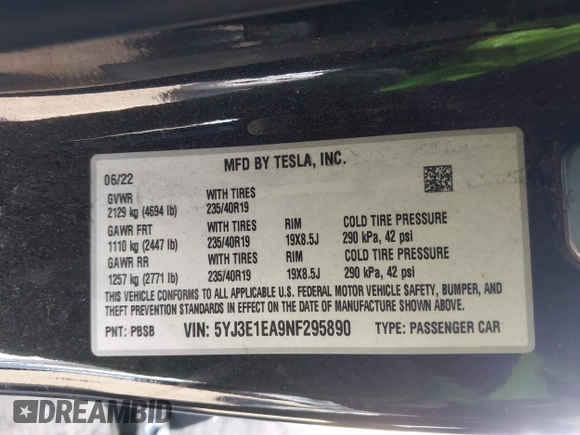 MFD BY TESLA, INC.
06/22
GVWR WITH TIRES
2129 kg (4694 lb) 235/40R19
GAWR FRT WITH TIRES RIM COLD TIRE PRESSURE
1110 kg (2447 lb) 235/40R19 19X8.5J 290 kPa, 42 psi
GAWR RR WITH TIRES RIM COLD TIRE PRESSURE
1257 kg (2771 lb) 235/40R19 19X8.5J 290 kPa, 42 psi
THIS VEHICLE CONFORMS TO ALL APPLICABLE U.S. FEDERAL MOTOR VEHICLE SAFETY, BUMPER, AND
THEFT PREVENTION STANDARDS IN EFFECT ON THE DATE OF MANUFACTURE SHOWN ABOVE.
PNT: PBSB VIN: 5YJ3E1EA9NF295890 TYPE: PASSENGER CAR
DREAMBID